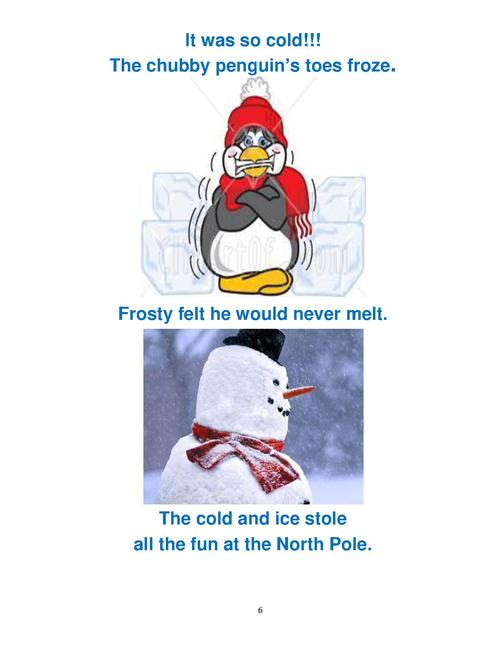 It was so cold!!!
The chubby penguin's toes froze.
Frosty felt he would never melt.
The cold and ice stole
all the fun at the North Pole.
6